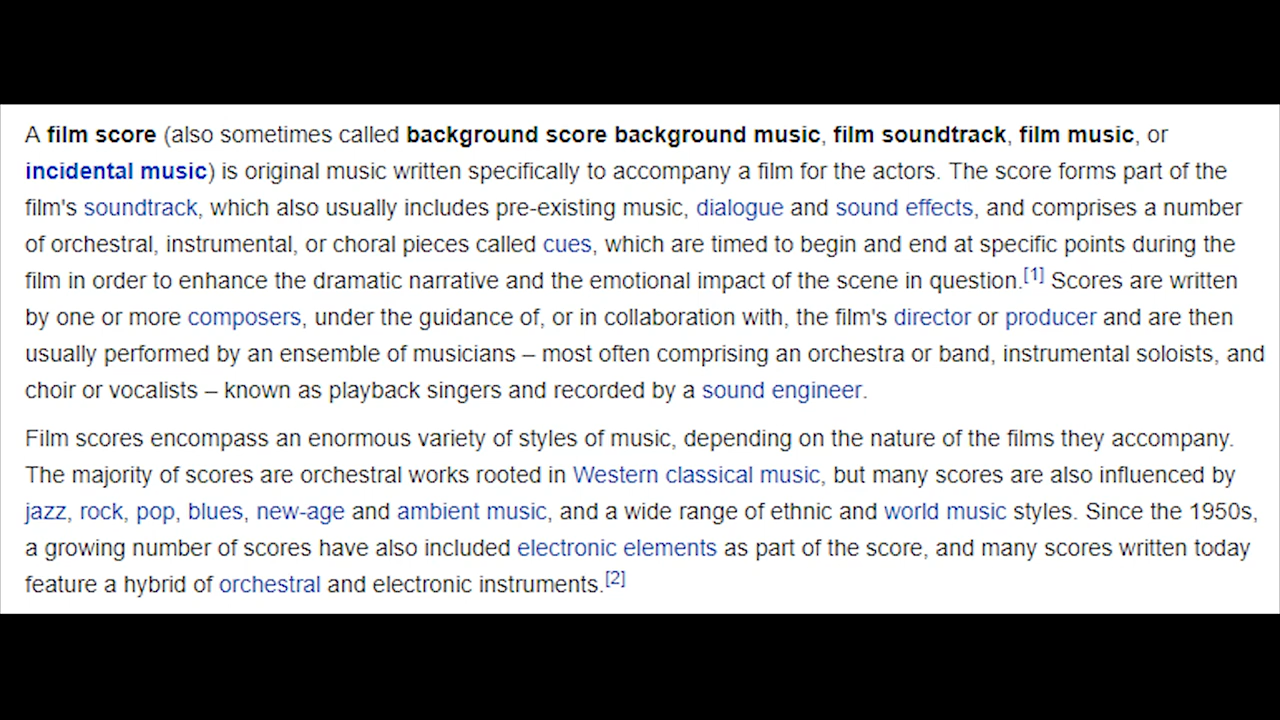 A film score (also sometimes called background score background music, film soundtrack, film music, or
incidental music) is original music written specifically to accompany a film for the actors. The score forms part of the
film's soundtrack, which also usually includes pre-existing music, dialogue and sound effects, and comprises a number
of orchestral, instrumental, or choral pieces called cues, which are timed to begin and end at specific points during the
film in order to enhance the dramatic narrative and the emotional impact of the scene in question.[1] Scores are written
by one or more composers, under the guidance of, or in collaboration with, the film's director or producer and are then
usually performed by an ensemble of musicians – most often comprising an orchestra or band, instrumental soloists, and
choir or vocalists – known as playback singers and recorded by a sound engineer.
Film scores encompass an enormous variety of styles of music, depending on the nature of the films they accompany.
The majority of scores are orchestral works rooted in Western classical music, but many scores are also influenced by
jazz, rock, pop, blues, new-age and ambient music, and a wide range of ethnic and world music styles. Since the 1950s,
a growing number of scores have also included electronic elements as part of the score, and many scores written today
feature a hybrid of orchestral and electronic instruments.[2]